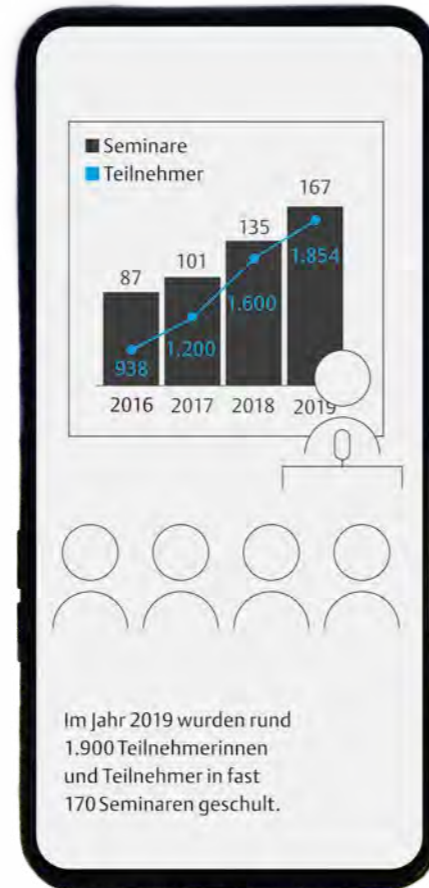 Seminare
Teilnehmer
167
135
101
87
1.854
1.600
1.200
938
2016 2017 2018 2019
Im Jahr 2019 wurden rund
1.900 Teilnehmerinnen
und Teilnehmer in fast
170 Seminaren geschult.